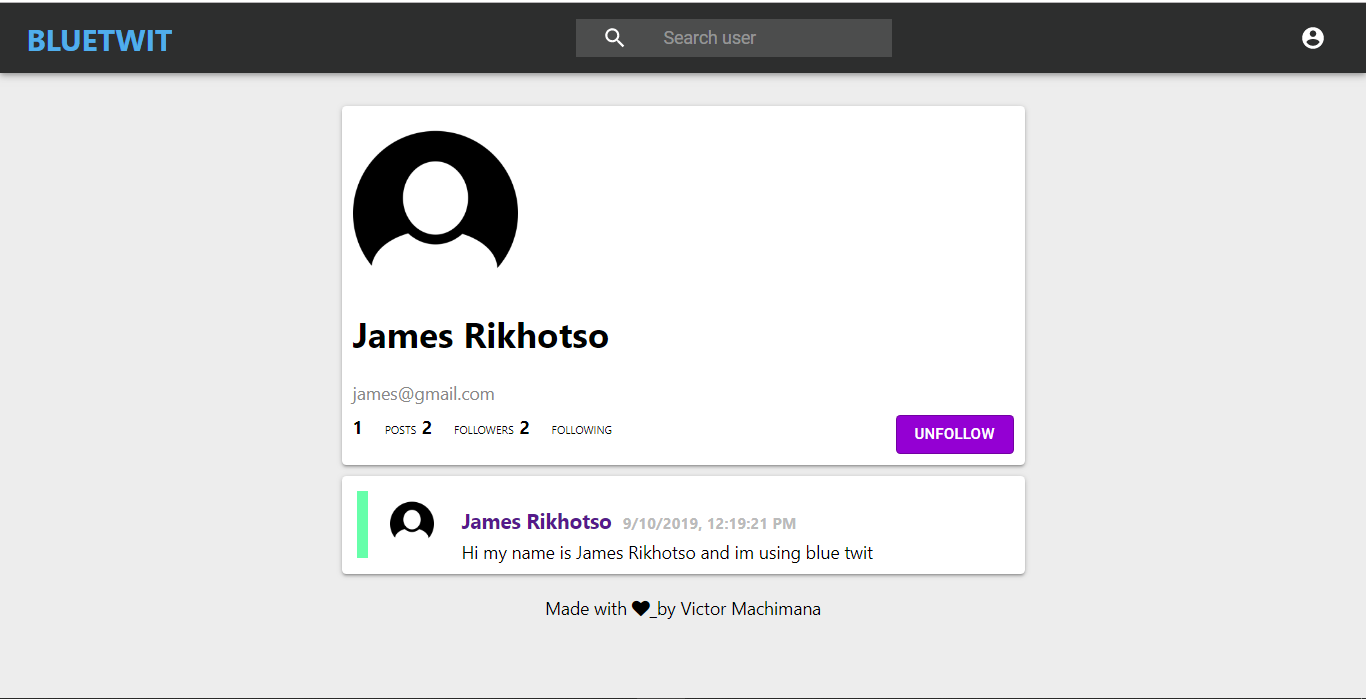 BLUETWIT
Search user
James Rikhotso
james@gmail.com
1 POSTS 2 FOLLOWERS 2 FOLLOWING
UNFOLLOW
James Rikhotso 9/10/2019, 12:19:21 PM
Hi my name is James Rikhotso and im using blue twit
Made with ♥_by Victor Machimana